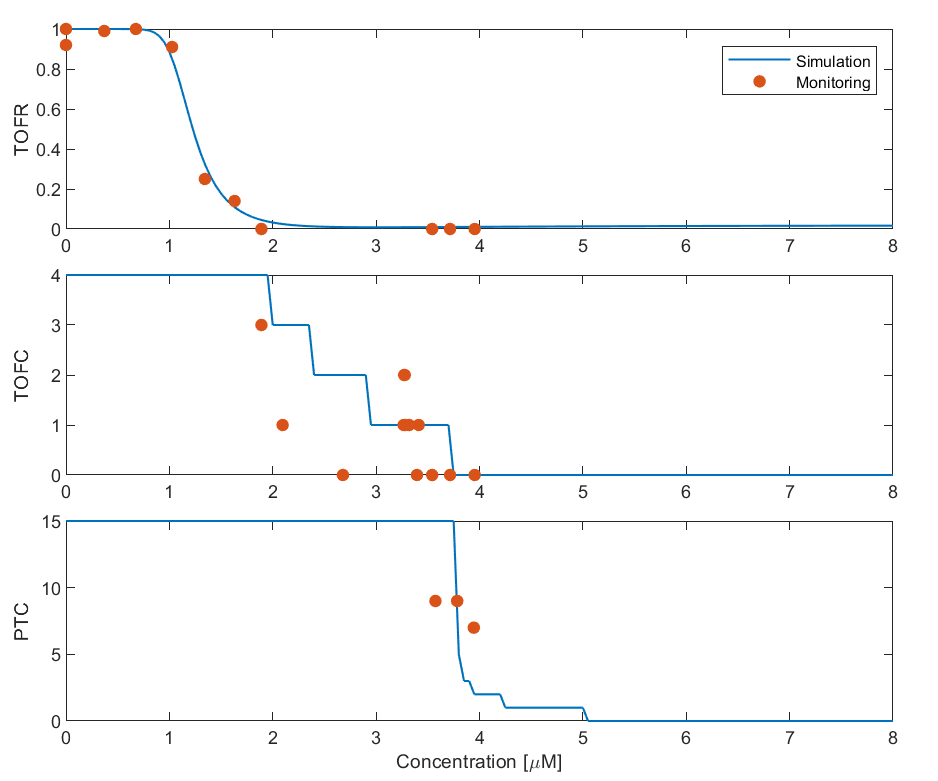 1
0.8
0.6
0.4
0.2
0
TOFR
Simulation
Monitoring
0 1 2 3 4 5 6 7 8
4
3
2
1
0
TOFC
0 1 2 3 4 5 6 7 8
15
10
5
0
PTC
0 1 2 3 4 5 6 7 8
Concentration [μM]